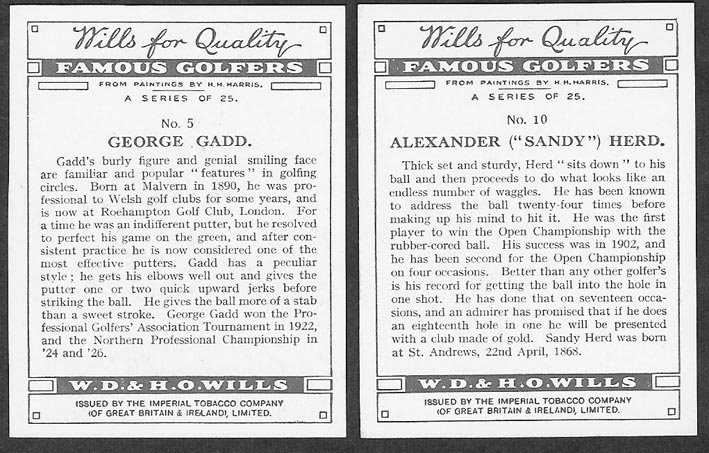 Wills for Quality
FAMOUS GOLFERS
FROM PAINTINGS BY H.H.HARRIS.
A SERIES OF 25.
No. 5
GEORGE GADD.
Gadd's burly figure and genial smiling face
are familiar and popular "features" in golfing
circles. Born at Malvern in 1890, he was pro-
fessional to Welsh golf clubs for some years, and
is now at Roehampton Golf Club, London. For
a time he was an indifferent putter, but he resolved
to perfect his game on the green, and after con-
sistent practice he is now considered one of the
most effective putters. Gadd has a peculiar
style; he gets his elbows well out and gives the
putter one or two quick upward jerks before
striking the ball. He gives the ball more of a stab
than a sweet stroke. George Gadd won the Pro-
fessional Golfers' Association Tournament in 1922,
and the Northern Professional Championship in
'24 and '26.
W.D.& H.O.WILLS
ISSUED BY THE IMPERIAL TOBACCO COMPANY
(OF GREAT BRITAIN & IRELAND), LIMITED.
Wills for Quality
FAMOUS GOLFERS
FROM PAINTINGS BY H.H.HARRIS.
A SERIES OF 25.
No. 10
ALEXANDER ("SANDY") HERD.
Thick set and sturdy, Herd "sits down" to his
ball and then proceeds to do what looks like an
endless number of waggles. He has been known
to address the ball twenty-four times before
making up his mind to hit it. He was the first
player to win the Open Championship with the
rubber-cored ball. His success was in 1902, and
he has been second for the Open Championship
on four occasions. Better than any other golfer's
is his record for getting the ball into the hole in
one shot. He has done that on seventeen occa-
sions, and an admirer has promised that if he does
an eighteenth hole in one he will be presented
with a club made of gold. Sandy Herd was born
at St. Andrews, 22nd April, 1868.
W.D.& H.O.WILLS
ISSUED BY THE IMPERIAL TOBACCO COMPANY
(OF GREAT BRITAIN & IRELAND), LIMITED.